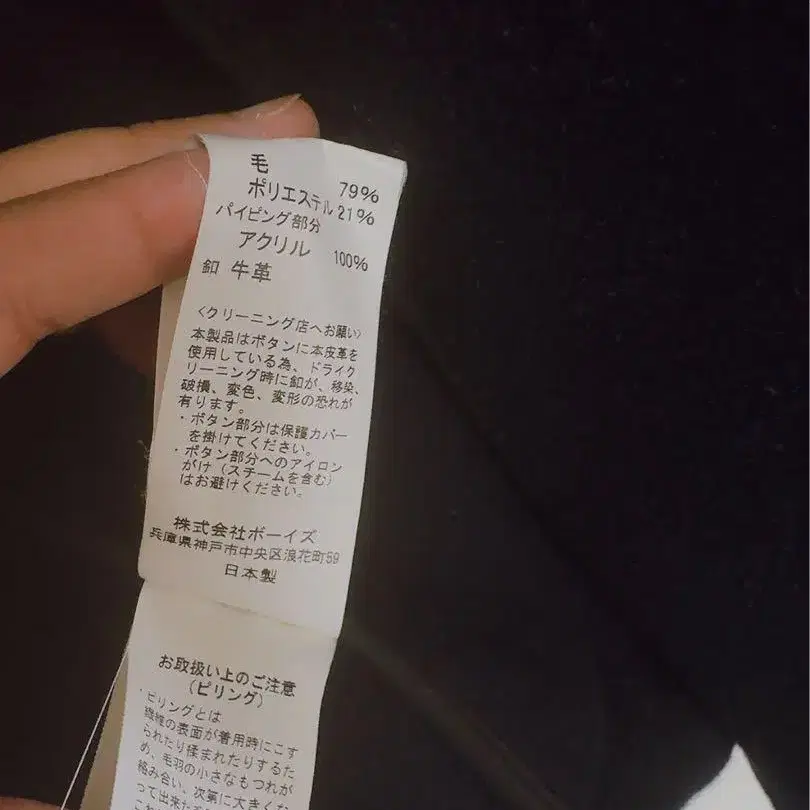 毛 79%
ポリエステル 21%
パイピング部分
アクリル 100%
釦 牛革
〈クリーニング店へお願い〉
本製品はボタンに本皮革を
使用している為、ドライク
リーニング時に釦が、移染、
破損、変色、変形の恐れが
有ります。
・ボタン部分は保護カバー
を掛けてください。
・ボタン部分へのアイロン
がけ（スチームを含む）
はお避けください。
株式会社ボーイズ
兵庫県神戸市中央区浪花町59
日本製
お取扱い上のご注意
（ピリング）
・ピリングとは
繊維の表面が着用時にこす
られたり揉まれたりするた
め、毛羽の小さなもつれが
絡み合い、次第に大きくな
って出来た